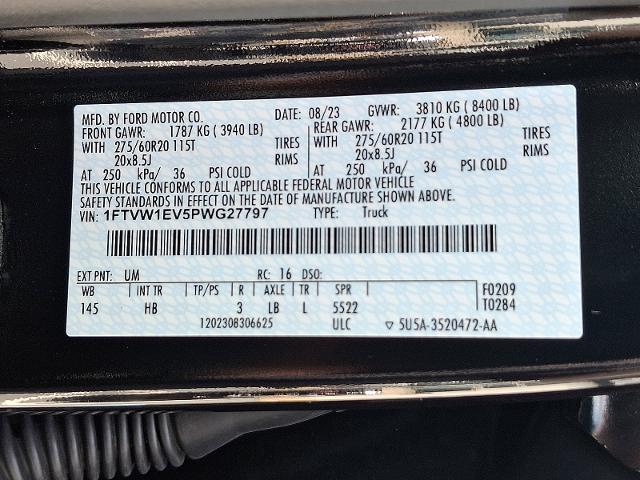 MFD. BY FORD MOTOR CO. DATE: 08/23 GVWR: 3810 KG ( 8400 LB)
FRONT GAWR: 1787 KG ( 3940 LB) REAR GAWR: 2177 KG ( 4800 LB)
WITH 275/60R20 115T TIRES WITH 275/60R20 115T TIRES
20x8.5J RIMS 20x8.5J RIMS
AT 250 kPa/ 36 PSI COLD AT 250 kPa/ 36 PSI COLD
THIS VEHICLE CONFORMS TO ALL APPLICABLE FEDERAL MOTOR VEHICLE
SAFETY STANDARDS IN EFFECT ON THE DATE OF MANUFACTURE SHOWN ABOVE.
VIN: 1FTVW1EV5PWG27797 TYPE: Truck
EXT PNT: UM RC: 16 DSO:
WB INT TR TP/PS R AXLE TR SPR F0209
145 HB 3 LB L 5522 T0284
1202308306625 ULC ▽ 5U5A-3520472-AA